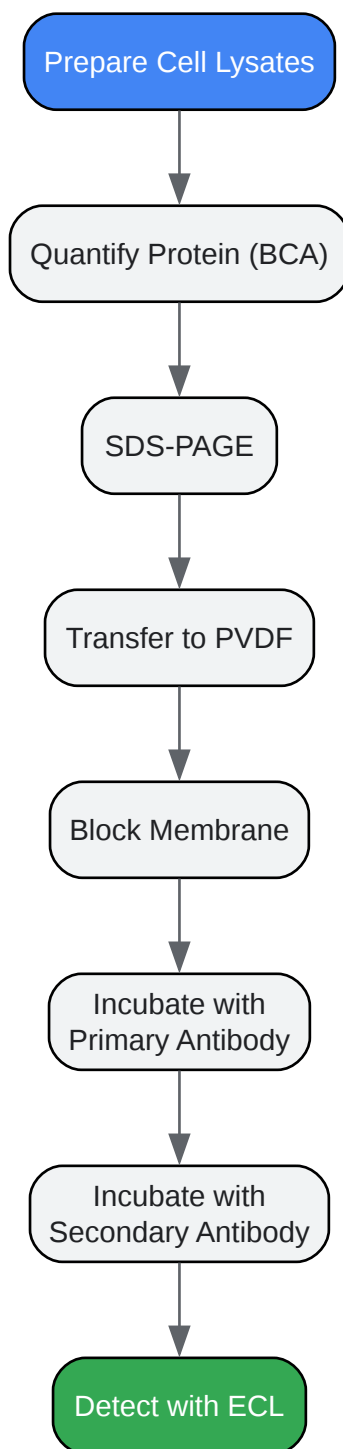 Prepare Cell Lysates
Quantify Protein (BCA)
SDS-PAGE
Transfer to PVDF
Block Membrane
Incubate with
Primary Antibody
Incubate with
Secondary Antibody
Detect with ECL